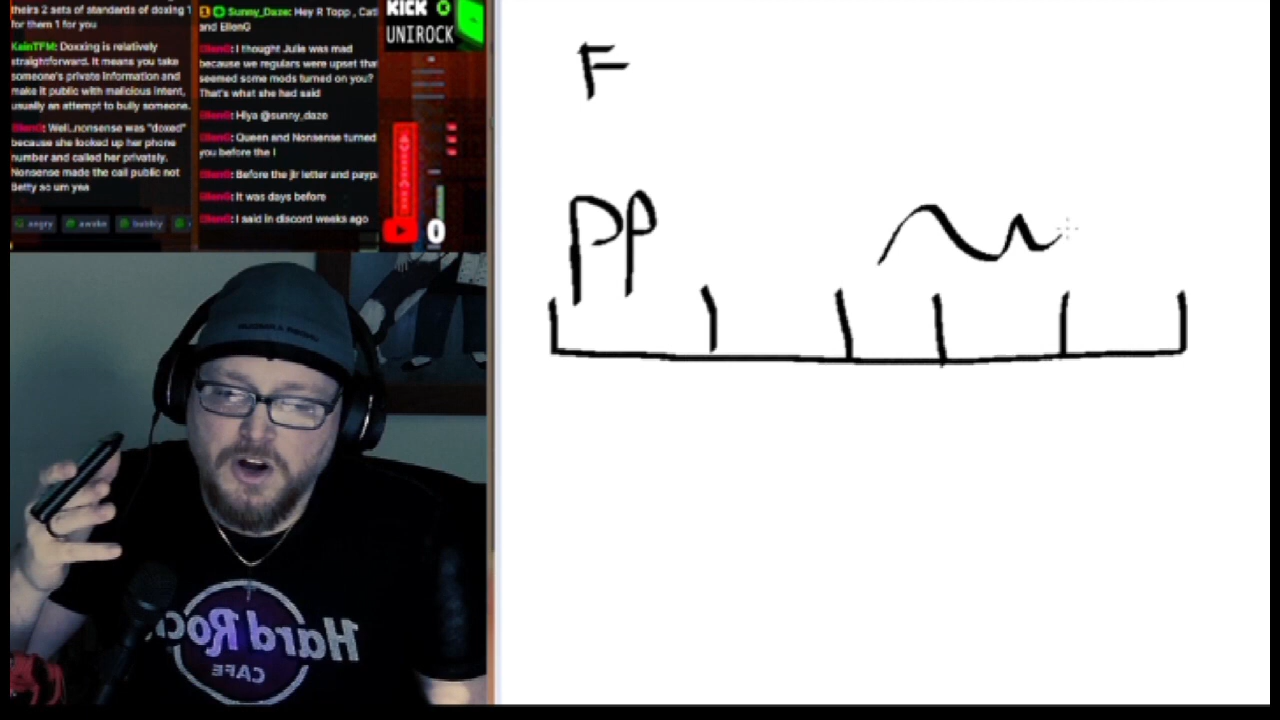 theirs 2 sets of standards of doxing 1
for them 1 for you
KeinTFM: Doxxing is relatively
straightforward. It means you take
someone's private information and
make it public with malicious intent,
usually an attempt to bully someone.
EllenG: Well..nonsense was "doxed"
because she looked up her phone
number and called her privately.
Nonsense made the call public not
Betty so um yea
angry awake bubbly
Sunny_Daze: Hey R Topp , Cat
and EllenG
EllenG: I thought Julie was mad
because we regulars were upset that
seemed some mods turned on you?
That's what she had said
EllenG: Hiya @sunny_daze
EllenG: Queen and Nonsense turned
you before the l
EllenG: Before the jlr letter and payp
EllenG: It was days before
EllenG: I said in discord weeks ago
KICK
UNIROCK
0
F
PP
Hard Rock
CAFE